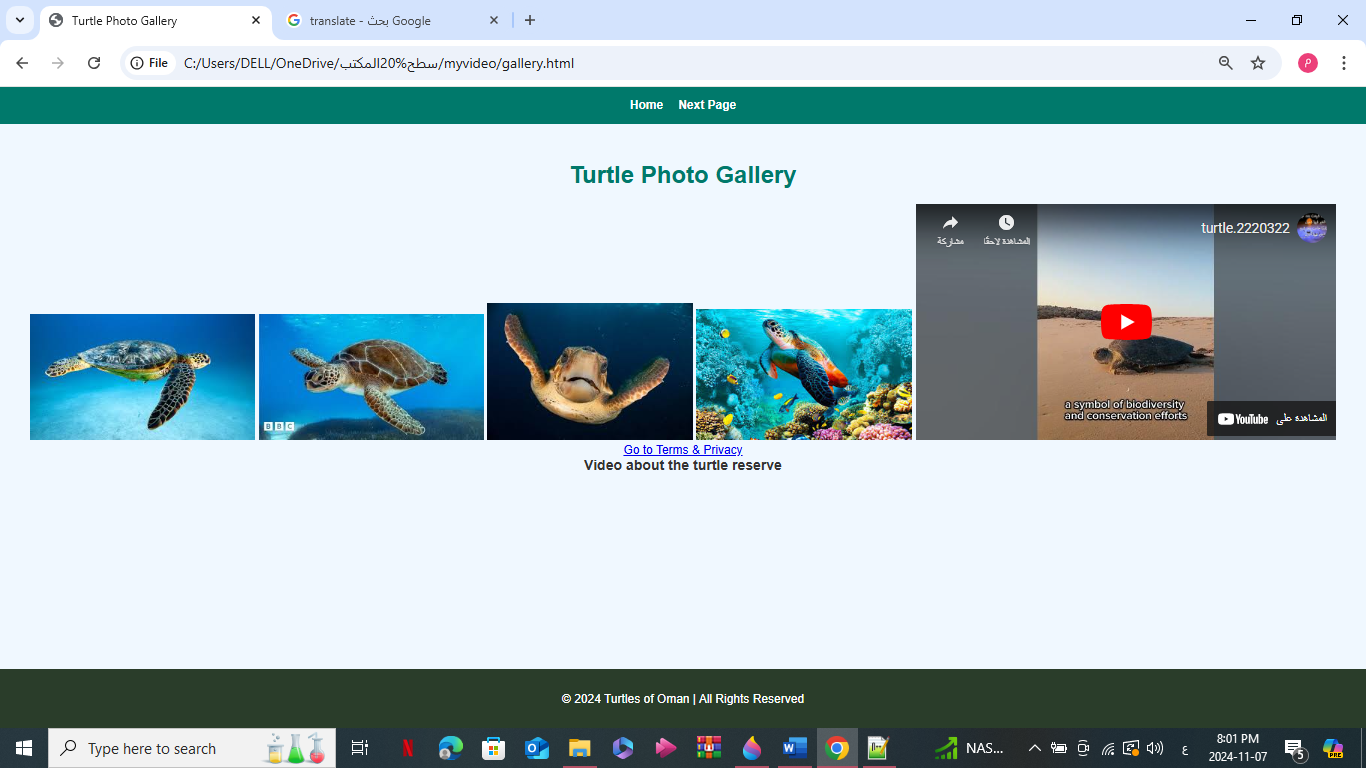 Turtle Photo Gallery
translate - بحث Google
File
C:/Users/DELL/OneDrive/سطح%20المكتب/myvideo/gallery.html
م
Home Next Page
Turtle Photo Gallery
مشاركة
المشاهدة لاحقًا
turtle.2220322
BBC
a symbol of biodiversity
and conservation efforts
المشاهدة على YouTube
Go to Terms & Privacy
Video about the turtle reserve
© 2024 Turtles of Oman | All Rights Reserved
Type here to search
NAS...
ع
8:01 PM
2024-11-07
5
PRE